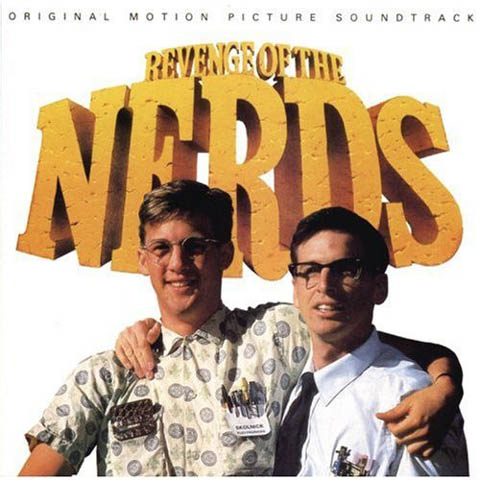 ORIGINAL MOTION PICTURE SOUNDTRACK
REVENGE OF THE
NERDS
SKOLNICK